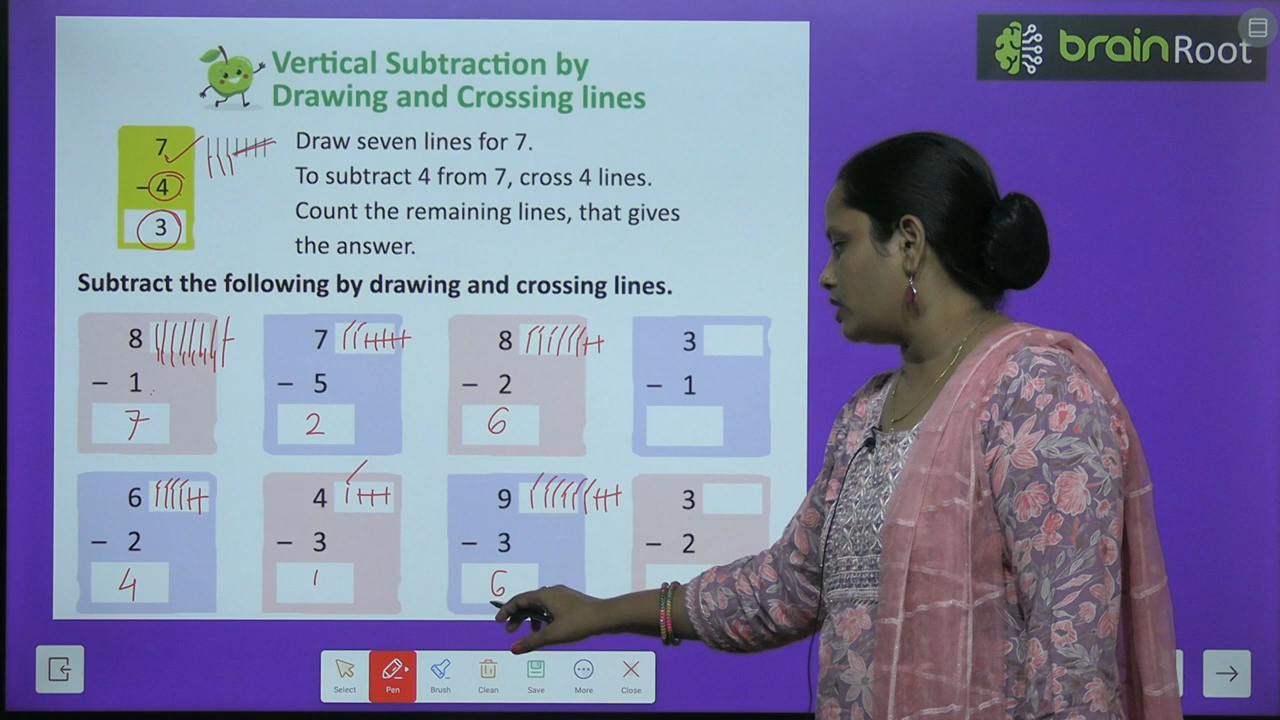 brainRoot
Vertical Subtraction by
Drawing and Crossing lines
7
-4
3
Draw seven lines for 7.
To subtract 4 from 7, cross 4 lines.
Count the remaining lines, that gives
the answer.
Subtract the following by drawing and crossing lines.
8 7 8 3
- 1 - 5 - 2 - 1
7 2 6
6 4 9 3
- 2 - 3 - 3 - 2
4 1 6
Select Pen Brush Clean Save More Close